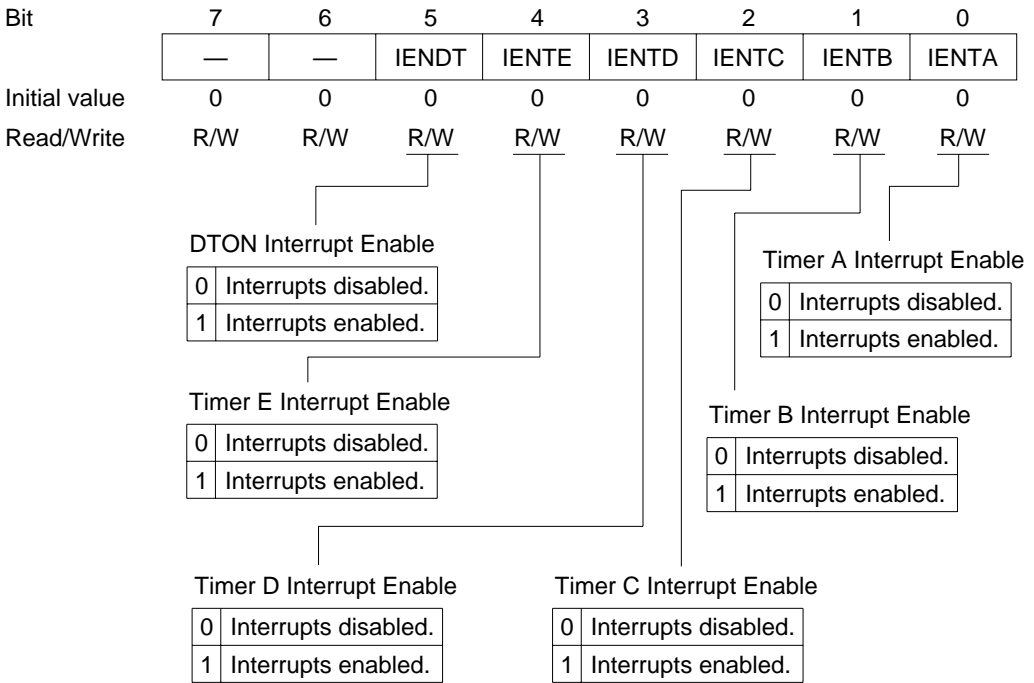 Bit 7 6 5 4 3 2 1 0
— — IENDT IENTE IENTD IENTC IENTB IENTA
Initial value 0 0 0 0 0 0 0 0
Read/Write R/W R/W R/W R/W R/W R/W R/W R/W
DTON Interrupt Enable
0 Interrupts disabled.
1 Interrupts enabled.
Timer A Interrupt Enable
0 Interrupts disabled.
1 Interrupts enabled.
Timer E Interrupt Enable
0 Interrupts disabled.
1 Interrupts enabled.
Timer B Interrupt Enable
0 Interrupts disabled.
1 Interrupts enabled.
Timer D Interrupt Enable
0 Interrupts disabled.
1 Interrupts enabled.
Timer C Interrupt Enable
0 Interrupts disabled.
1 Interrupts enabled.